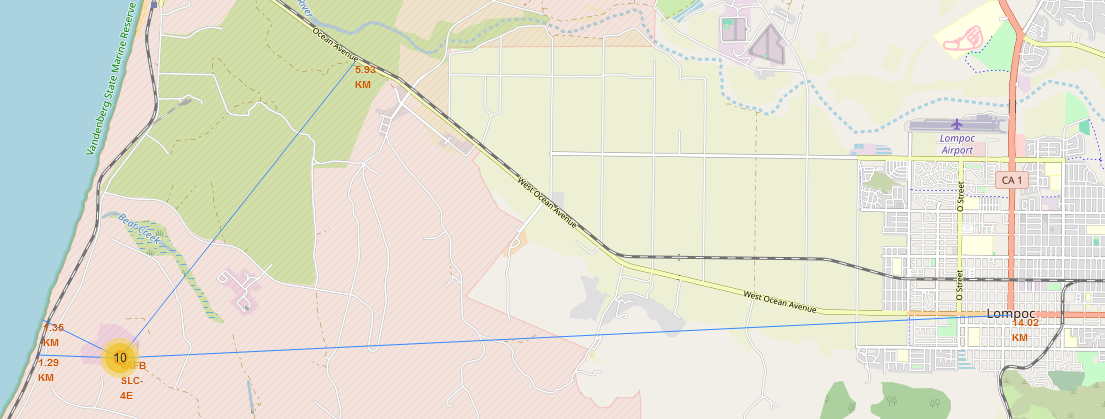 River
Ocean Avenue
Vandenberg State Marine Reserve
5.93
KM
Lompoc
Airport
CA 1
O Street
West Ocean Avenue
Bear Creek
O Street
West Ocean Avenue
Lompoc
14.02
KM
1.35
KM
10
1.29
KM
SLC-
4E